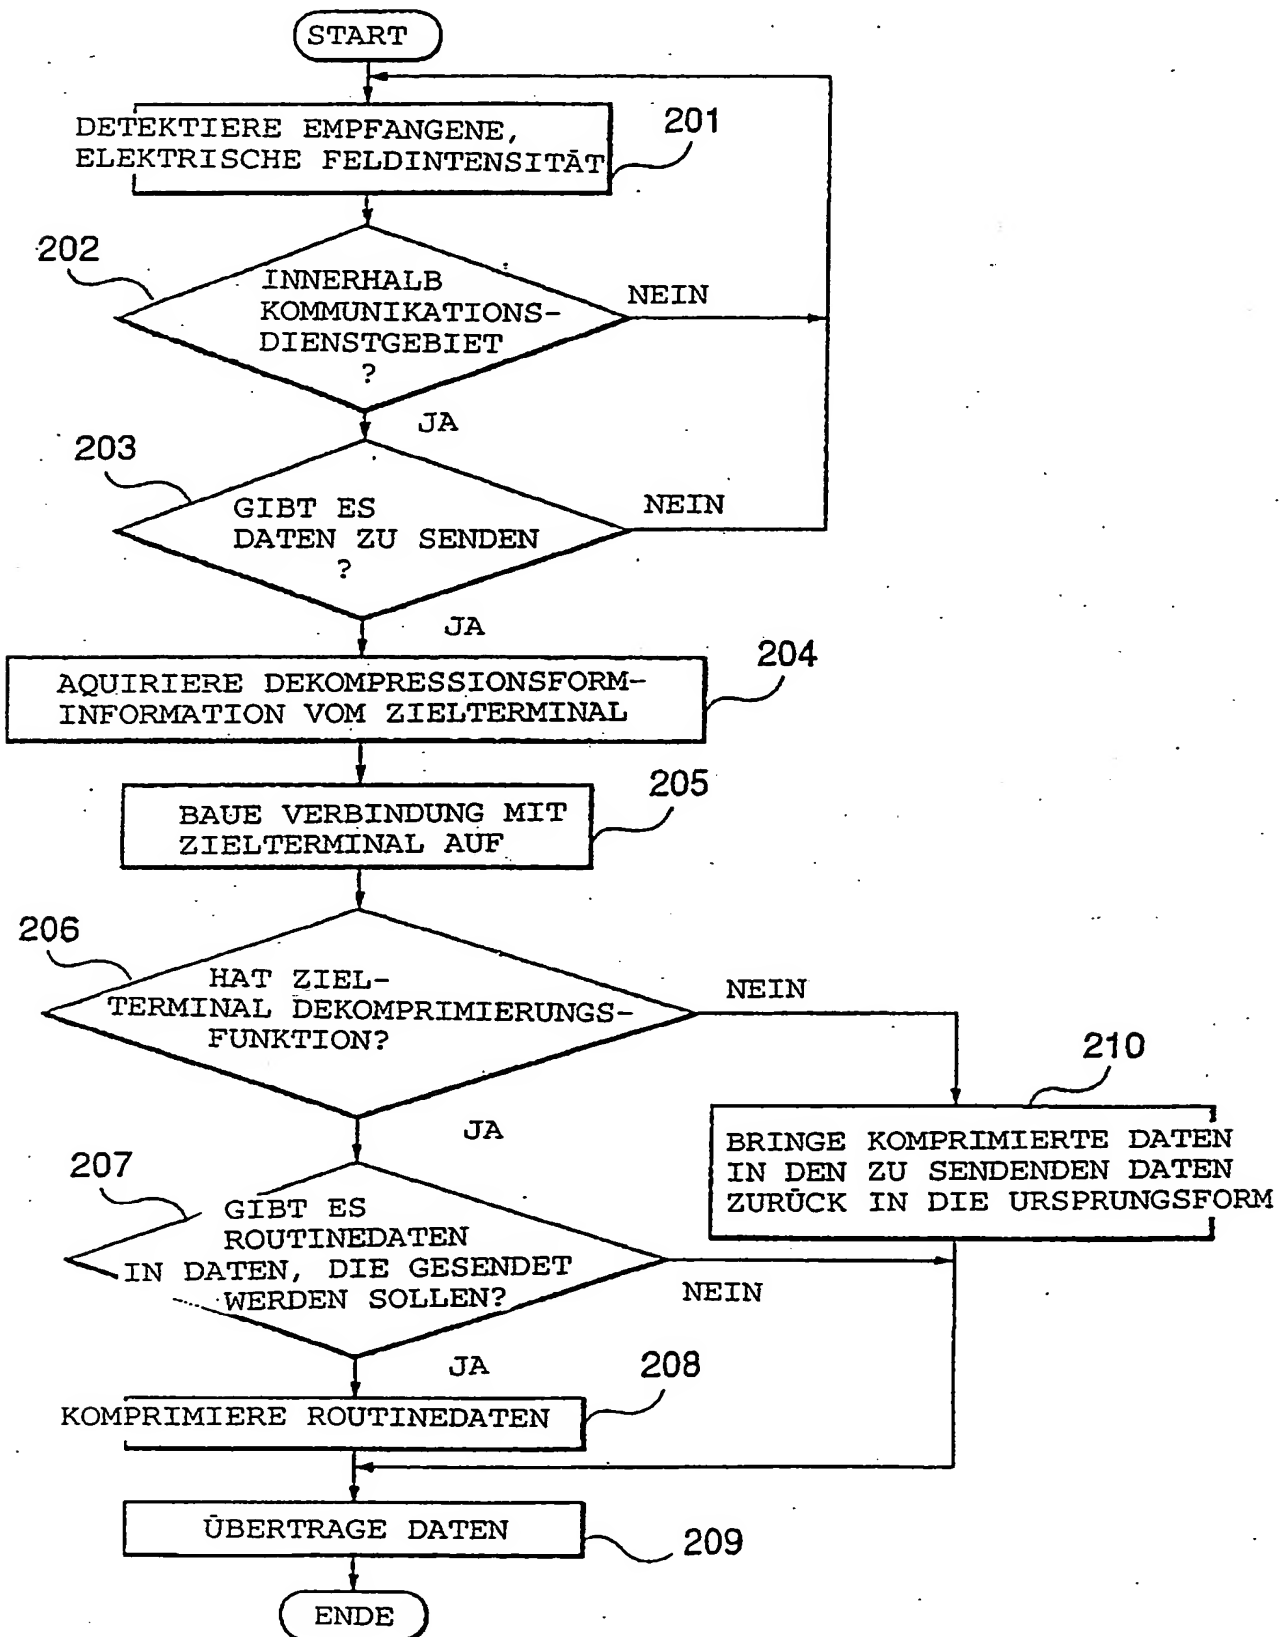 START
DETEKTIERE EMPFANGENE,
ELEKTRISCHE FELDINTENSITÄT
201
202
INNERHALB
KOMMUNIKATIONS-
DIENSTGEBIET
?
NEIN
JA
203
GIBT ES
DATEN ZU SENDEN
?
NEIN
JA
204
AQUIRIERE DEKOMPRESSIONSFORM-
INFORMATION VOM ZIELTERMINAL
205
BAUE VERBINDUNG MIT
ZIELTERMINAL AUF
206
HAT ZIEL-
TERMINAL DEKOMPRIMIERUNGS-
FUNKTION?
NEIN
JA
210
BRINGE KOMPRIMIERTE DATEN
IN DEN ZU SENDENDEN DATEN
ZURÜCK IN DIE URSPRUNGSFORM
207
GIBT ES
ROUTINEDATEN
IN DATEN, DIE GESENDET
WERDEN SOLLEN?
NEIN
JA
208
KOMPRIMIERE ROUTINEDATEN
ÜBERTRAGE DATEN
209
ENDE